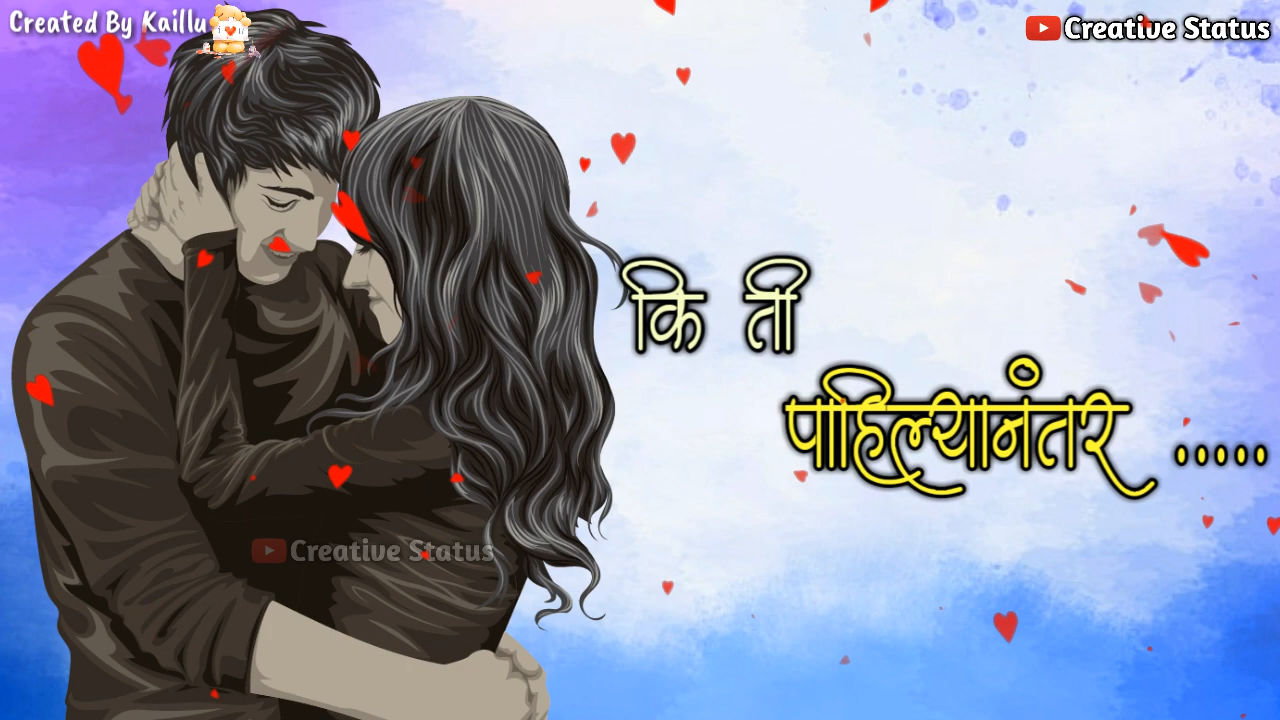 Created By Kaillu
Creative Status
कि ती
पाहिल्यानंतर .....
Creative Status